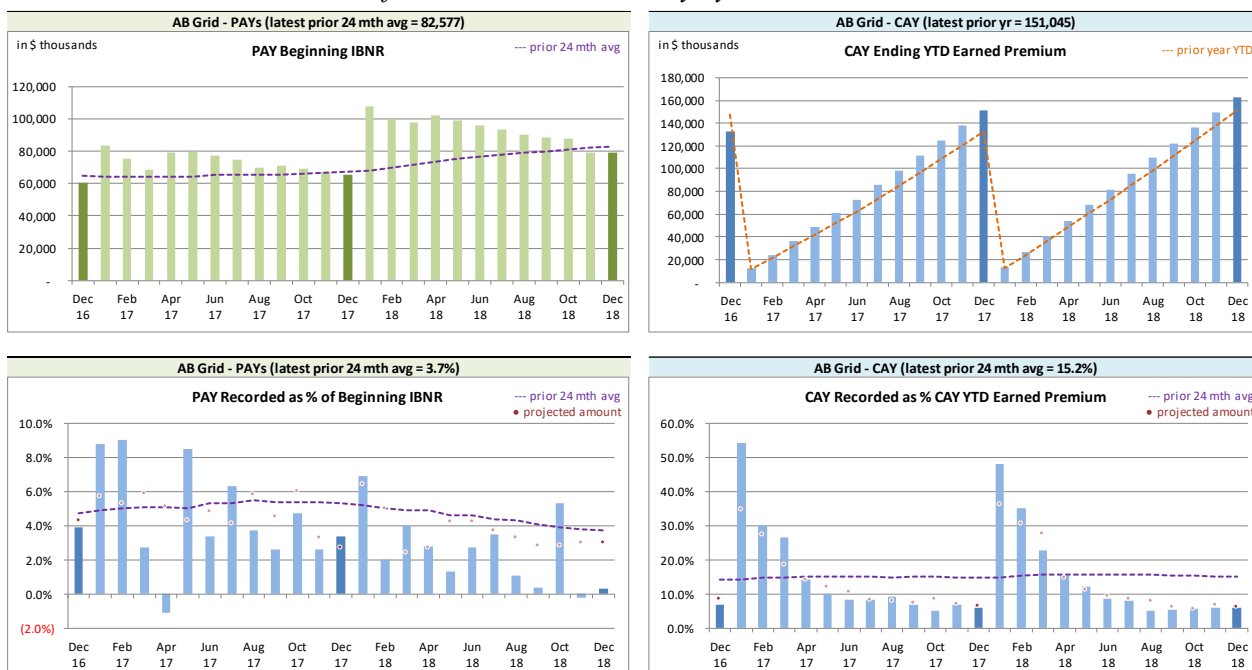 AB Grid - PAYs (latest prior 24 mth avg = 82,577)
in $ thousands
PAY Beginning IBNR
--- prior 24 mth avg
120,000
100,000
80,000
60,000
40,000
20,000
-
Dec Feb Apr Jun Aug Oct Dec Feb Apr Jun Aug Oct Dec
16 17 17 17 17 17 17 18 18 18 18 18 18
AB Grid - CAY (latest prior yr = 151,045)
in $ thousands
CAY Ending YTD Earned Premium
--- prior year YTD
180,000
160,000
140,000
120,000
100,000
80,000
60,000
40,000
20,000
-
Dec Feb Apr Jun Aug Oct Dec Feb Apr Jun Aug Oct Dec
16 17 17 17 17 17 17 18 18 18 18 18 18
AB Grid - PAYs (latest prior 24 mth avg = 3.7%)
PAY Recorded as % of Beginning IBNR
--- prior 24 mth avg
• projected amount
10.0%
8.0%
6.0%
4.0%
2.0%
0.0%
(2.0%)
Dec Feb Apr Jun Aug Oct Dec Feb Apr Jun Aug Oct Dec
16 17 17 17 17 17 17 18 18 18 18 18 18
AB Grid - CAY (latest prior 24 mth avg = 15.2%)
CAY Recorded as % CAY YTD Earned Premium
--- prior 24 mth avg
• projected amount
60.0%
50.0%
40.0%
30.0%
20.0%
10.0%
0.0%
Dec Feb Apr Jun Aug Oct Dec Feb Apr Jun Aug Oct Dec
16 17 17 17 17 17 17 18 18 18 18 18 18